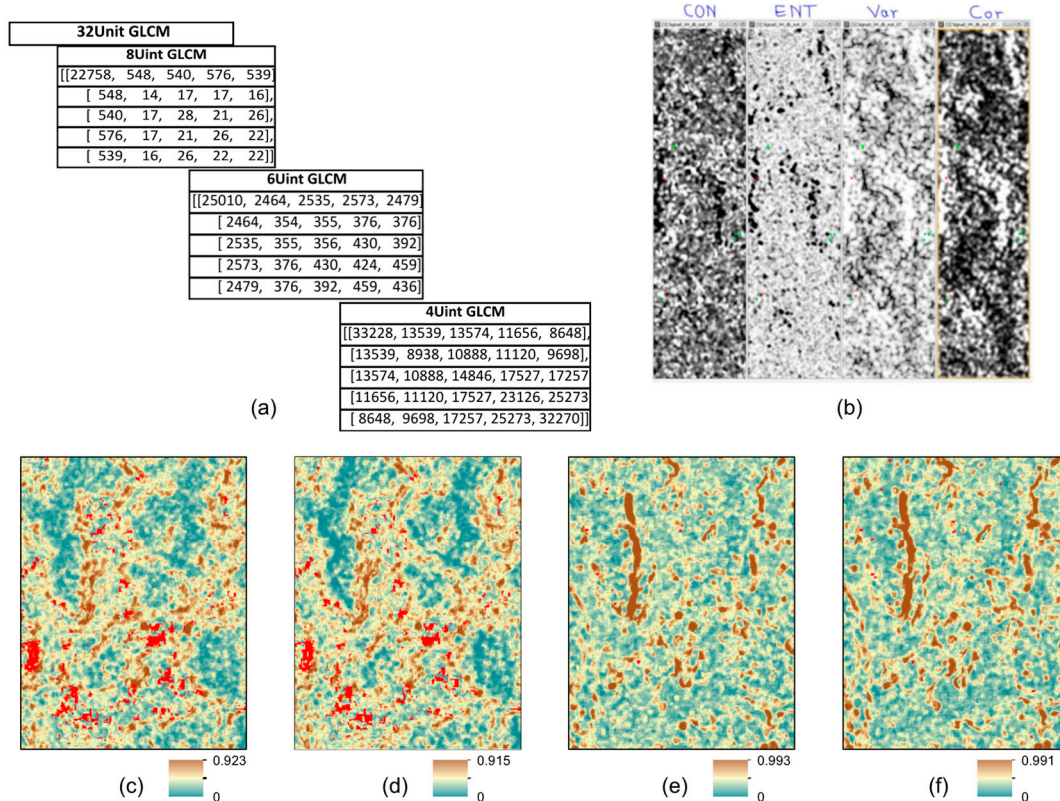 32Unit GLCM
8Uint GLCM
[[22758, 548, 540, 576, 539]
[ 548, 14, 17, 17, 16],
[ 540, 17, 28, 21, 26]
[ 576, 17, 21, 26, 22],
[ 539, 16, 26, 22, 22]]
6Uint GLCM
[[25010, 2464, 2535, 2573, 2479]
[ 2464, 354, 355, 376, 376]
[ 2535, 355, 356, 430, 392]
[ 2573, 376, 430, 424, 459]
[ 2479, 376, 392, 459, 436]
4Uint GLCM
[[33228, 13539, 13574, 11656, 8648],
[13539, 8938, 10888, 11120, 9698],
[13574, 10888, 14846, 17527, 17257
[11656, 11120, 17527, 23126, 25273
[ 8648, 9698, 17257, 25273, 32270]]
(a)
CON ENT Var Cor
(b)
0.923
0
(c)
0.915
0
(d)
0.993
0
(e)
0.991
0
(f)